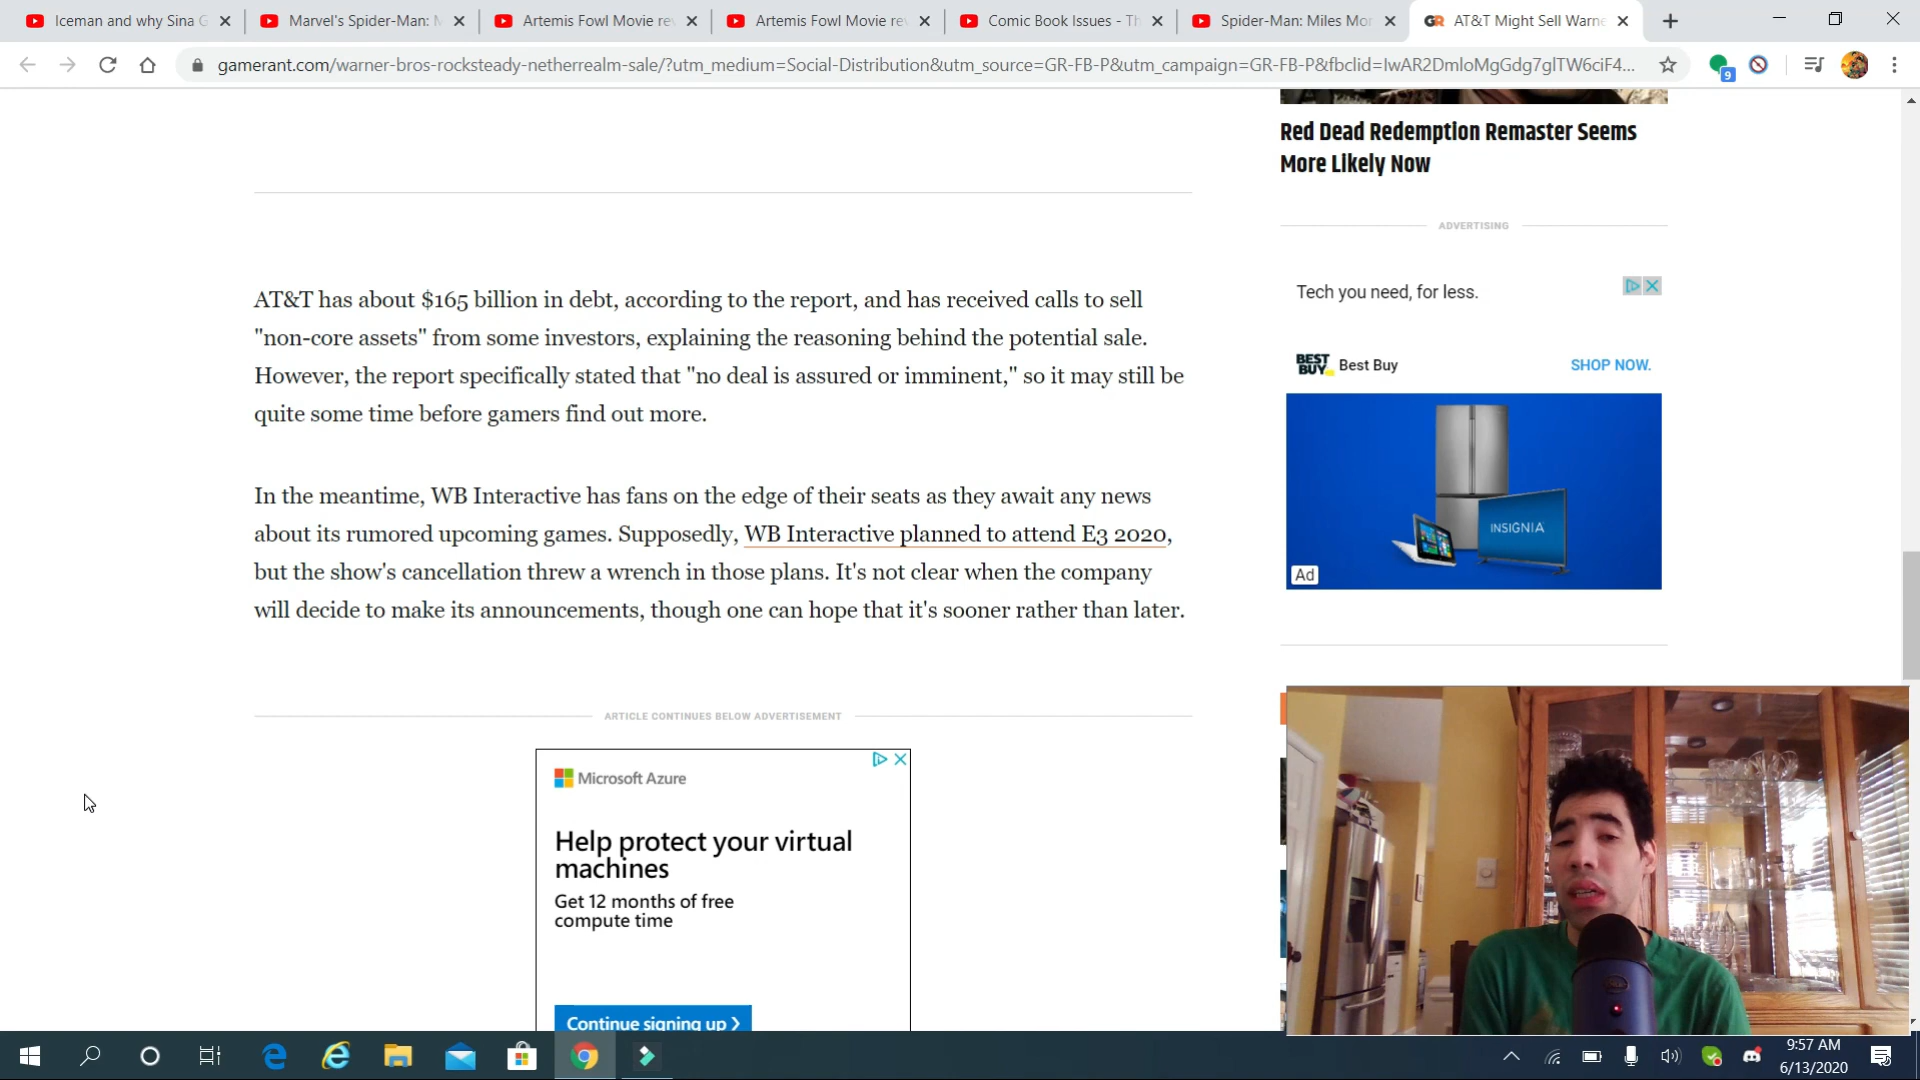 Iceman and why Sina G
Marvel's Spider-Man: M
Artemis Fowl Movie re
Artemis Fowl Movie re
Comic Book Issues - Th
Spider-Man: Miles Mor
GR AT&T Might Sell Warne
gamerant.com/warner-bros-rocksteady-netherrealm-sale/?utm_medium=Social-Distribution&utm_source=GR-FB-P&utm_campaign=GR-FB-P&fbclid=IwAR2DmloMgGdg7glTW6ciF4...
9
Red Dead Redemption Remaster Seems
More Likely Now
ADVERTISING
Tech you need, for less.
BEST
BUY
Best Buy
SHOP NOW.
INSIGNIA
Ad
AT&T has about $165 billion in debt, according to the report, and has received calls to sell
"non-core assets" from some investors, explaining the reasoning behind the potential sale.
However, the report specifically stated that "no deal is assured or imminent," so it may still be
quite some time before gamers find out more.
In the meantime, WB Interactive has fans on the edge of their seats as they await any news
about its rumored upcoming games. Supposedly, WB Interactive planned to attend E3 2020,
but the show's cancellation threw a wrench in those plans. It's not clear when the company
will decide to make its announcements, though one can hope that it's sooner rather than later.
ARTICLE CONTINUES BELOW ADVERTISEMENT
Microsoft Azure
Help protect your virtual
machines
Get 12 months of free
compute time
Continue signing up ❯
9:57 AM
6/13/2020